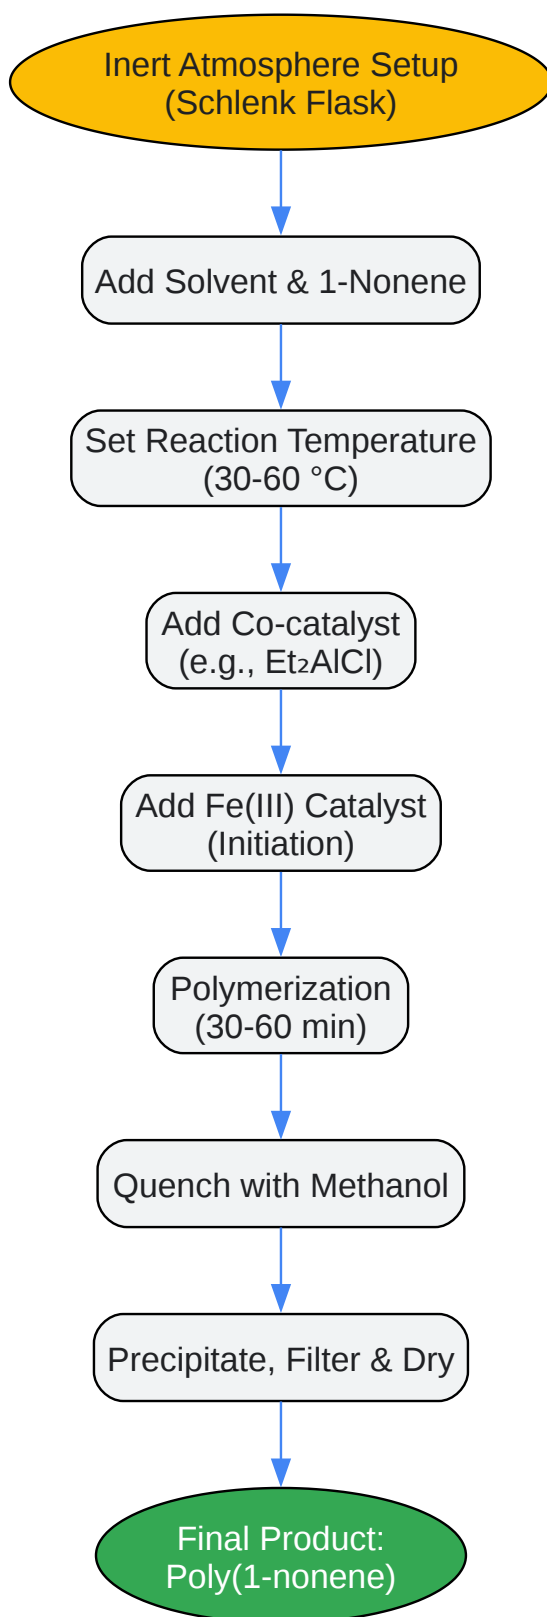 Inert Atmosphere Setup
(Schlenk Flask)
Add Solvent & 1-Nonene
Set Reaction Temperature
(30-60 °C)
Add Co-catalyst
(e.g., Et₂AlCl)
Add Fe(III) Catalyst
(Initiation)
Polymerization
(30-60 min)
Quench with Methanol
Precipitate, Filter & Dry
Final Product:
Poly(1-nonene)